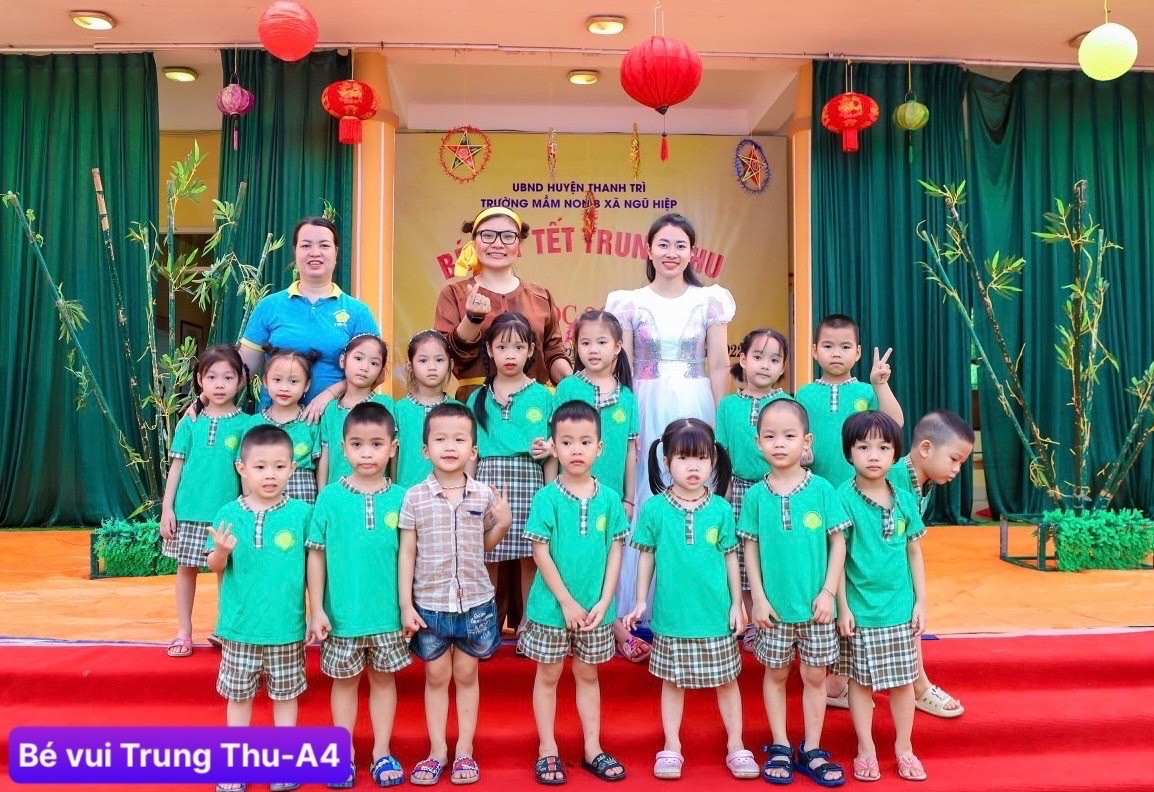 UBND HUYỆN THANH TRÌ
TRƯỜNG MẦM NON B XÃ NGŨ HIỆP
TẾT TRUNG THU
Bé vui Trung Thu-A4